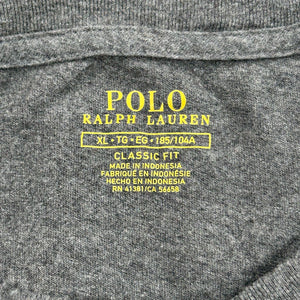 POLO
RALPH LAUREN
XL • TG • EG • 185/104A
CLASSIC FIT
MADE IN INDONESIA
FABRIQUÉ EN INDONÉSIE
HECHO EN INDONESIA
RN 41381/CA 56658